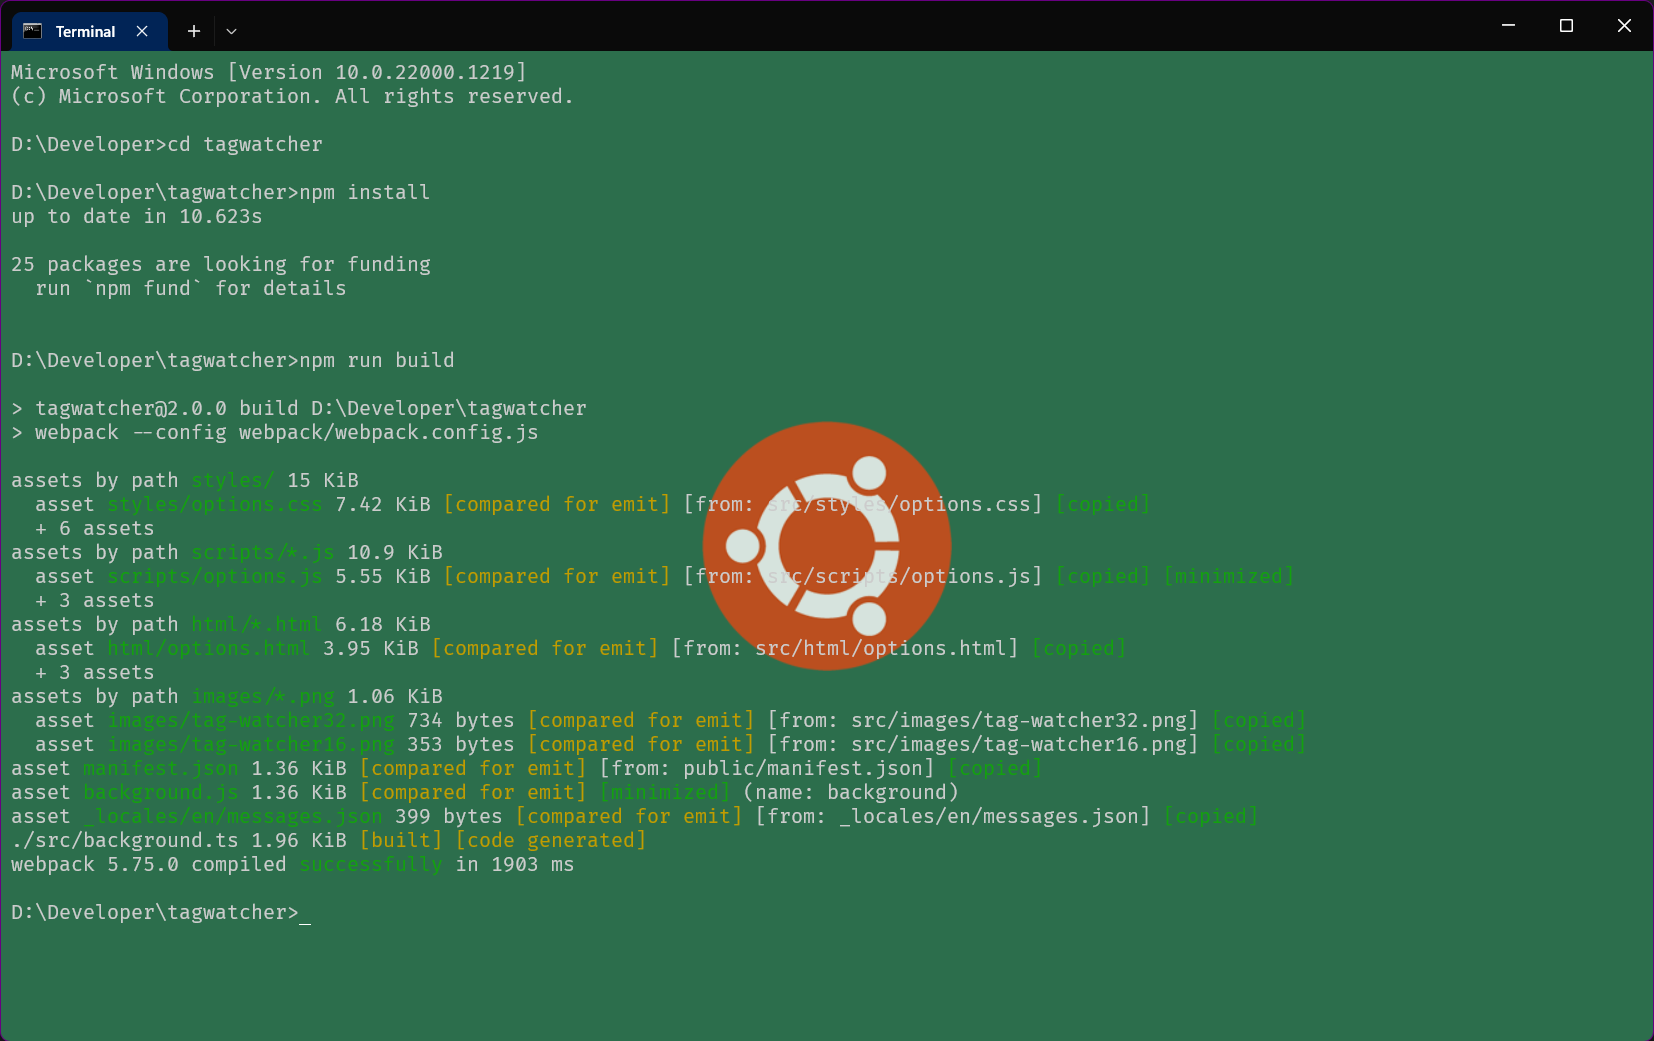 Terminal
Microsoft Windows [Version 10.0.22000.1219]
(c) Microsoft Corporation. All rights reserved.
D:\Developer>cd tagwatcher
D:\Developer\tagwatcher>npm install
up to date in 10.623s
25 packages are looking for funding
  run `npm fund` for details
D:\Developer\tagwatcher>npm run build
> tagwatcher@2.0.0 build D:\Developer\tagwatcher
> webpack --config webpack/webpack.config.js
assets by path styles/ 15 KiB
  asset styles/options.css 7.42 KiB [compared for emit] [from: src/styles/options.css] [copied]
  + 6 assets
assets by path scripts/*.js 10.9 KiB
  asset scripts/options.js 5.55 KiB [compared for emit] [from: src/scripts/options.js] [copied] [minimized]
  + 3 assets
assets by path html/*.html 6.18 KiB
  asset html/options.html 3.95 KiB [compared for emit] [from: src/html/options.html] [copied]
  + 3 assets
assets by path images/*.png 1.06 KiB
  asset images/tag-watcher32.png 734 bytes [compared for emit] [from: src/images/tag-watcher32.png] [copied]
  asset images/tag-watcher16.png 353 bytes [compared for emit] [from: src/images/tag-watcher16.png] [copied]
asset manifest.json 1.36 KiB [compared for emit] [from: public/manifest.json] [copied]
asset background.js 1.36 KiB [compared for emit] [minimized] (name: background)
asset _locales/en/messages.json 399 bytes [compared for emit] [from: _locales/en/messages.json] [copied]
./src/background.ts 1.96 KiB [built] [code generated]
webpack 5.75.0 compiled successfully in 1903 ms
D:\Developer\tagwatcher>_